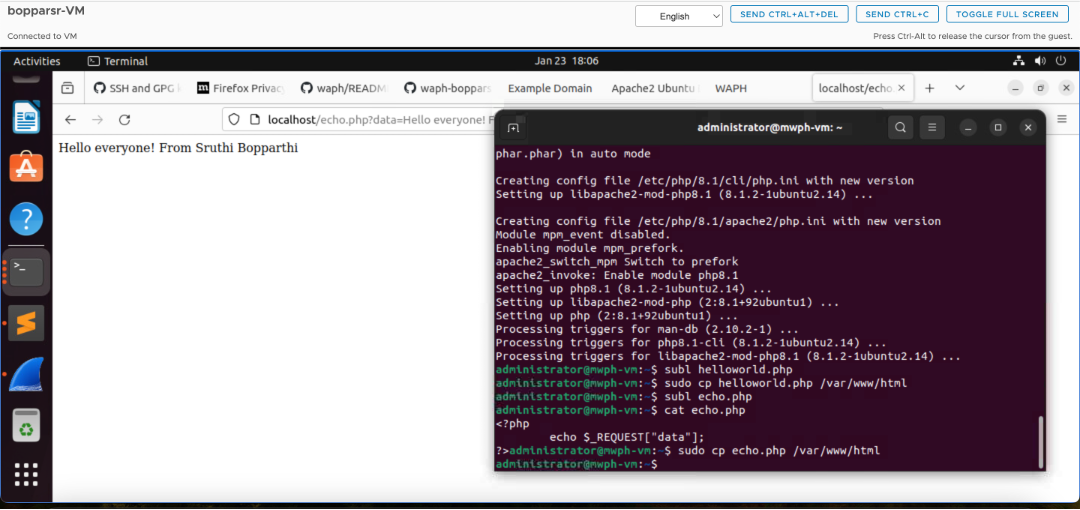 bopparsr-VM
English
SEND CTRL+ALT+DEL
SEND CTRL+C
TOGGLE FULL SCREEN
Connected to VM
Press Ctrl-Alt to release the cursor from the guest.
Activities
Terminal
Jan 23 18:06
SSH and GPG
Firefox Privac
waph/READM
waph-boppars
Example Domain
Apache2 Ubuntu
WAPH
localhost/echo.
localhost/echo.php?data=Hello everyone! F
Hello everyone! From Sruthi Bopparthi
administrator@mwph-vm: ~
phar.phar) in auto mode
Creating config file /etc/php/8.1/cli/php.ini with new version
Setting up libapache2-mod-php8.1 (8.1.2-1ubuntu2.14) ...
Creating config file /etc/php/8.1/apache2/php.ini with new version
Module mpm_event disabled.
Enabling module mpm_prefork.
apache2_switch_mpm Switch to prefork
apache2_invoke: Enable module php8.1
Setting up php8.1 (8.1.2-1ubuntu2.14) ...
Setting up libapache2-mod-php (2:8.1+92ubuntu1) ...
Setting up php (2:8.1+92ubuntu1) ...
Processing triggers for man-db (2.10.2-1) ...
Processing triggers for php8.1-cli (8.1.2-1ubuntu2.14) ...
Processing triggers for libapache2-mod-php8.1 (8.1.2-1ubuntu2.14) ...
administrator@mwph-vm:~$ subl helloworld.php
administrator@mwph-vm:~$ sudo cp helloworld.php /var/www/html
administrator@mwph-vm:~$ subl echo.php
administrator@mwph-vm:~$ cat echo.php
<?php
echo $_REQUEST["data"];
?>administrator@mwph-vm:~$ sudo cp echo.php /var/www/html
administrator@mwph-vm:~$